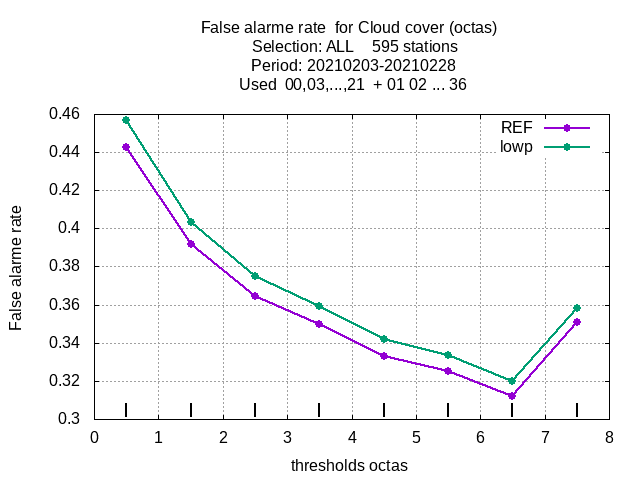 False alarme rate  for Cloud cover (octas)
Selection: ALL    595 stations
Period: 20210203-20210228
Used  00,03,...,21  + 01 02 ... 36
REF
lowp
0.46
0.44
0.42
0.4
0.38
0.36
0.34
0.32
0.3
False alarme rate
0 1 2 3 4 5 6 7 8
thresholds octas